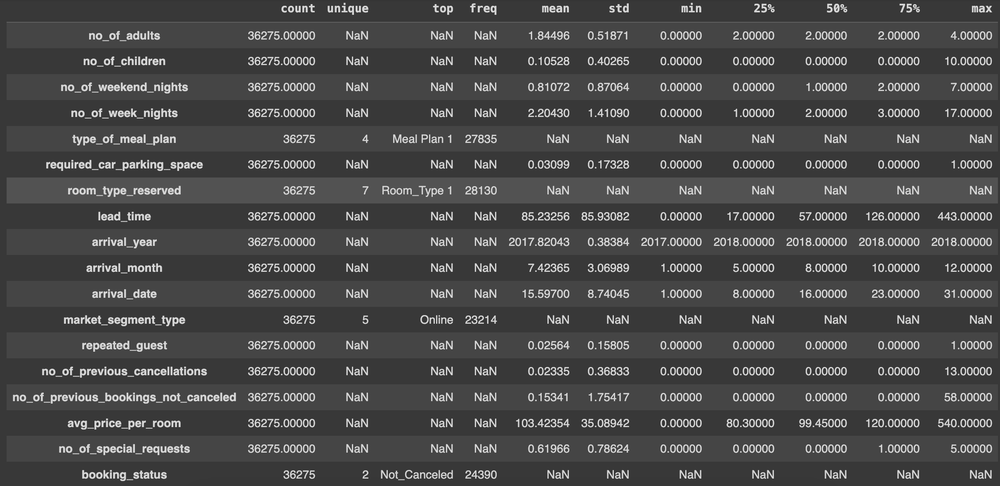 count unique top freq mean std min 25% 50% 75% max
no_of_adults 36275.00000 NaN NaN NaN 1.84496 0.51871 0.00000 2.00000 2.00000 2.00000 4.00000
no_of_children 36275.00000 NaN NaN NaN 0.10528 0.40265 0.00000 0.00000 0.00000 0.00000 10.00000
no_of_weekend_nights 36275.00000 NaN NaN NaN 0.81072 0.87064 0.00000 0.00000 1.00000 2.00000 7.00000
no_of_week_nights 36275.00000 NaN NaN NaN 2.20430 1.41090 0.00000 1.00000 2.00000 3.00000 17.00000
type_of_meal_plan 36275 4 Meal Plan 1 27835 NaN NaN NaN NaN NaN NaN NaN
required_car_parking_space 36275.00000 NaN NaN NaN 0.03099 0.17328 0.00000 0.00000 0.00000 0.00000 1.00000
room_type_reserved 36275 7 Room_Type 1 28130 NaN NaN NaN NaN NaN NaN NaN
lead_time 36275.00000 NaN NaN NaN 85.23256 85.93082 0.00000 17.00000 57.00000 126.00000 443.00000
arrival_year 36275.00000 NaN NaN NaN 2017.82043 0.38384 2017.00000 2018.00000 2018.00000 2018.00000 2018.00000
arrival_month 36275.00000 NaN NaN NaN 7.42365 3.06989 1.00000 5.00000 8.00000 10.00000 12.00000
arrival_date 36275.00000 NaN NaN NaN 15.59700 8.74045 1.00000 8.00000 16.00000 23.00000 31.00000
market_segment_type 36275 5 Online 23214 NaN NaN NaN NaN NaN NaN NaN
repeated_guest 36275.00000 NaN NaN NaN 0.02564 0.15805 0.00000 0.00000 0.00000 0.00000 1.00000
no_of_previous_cancellations 36275.00000 NaN NaN NaN 0.02335 0.36833 0.00000 0.00000 0.00000 0.00000 13.00000
no_of_previous_bookings_not_canceled 36275.00000 NaN NaN NaN 0.15341 1.75417 0.00000 0.00000 0.00000 0.00000 58.00000
avg_price_per_room 36275.00000 NaN NaN NaN 103.42354 35.08942 0.00000 80.30000 99.45000 120.00000 540.00000
no_of_special_requests 36275.00000 NaN NaN NaN 0.61966 0.78624 0.00000 0.00000 0.00000 1.00000 5.00000
booking_status 36275 2 Not_Canceled 24390 NaN NaN NaN NaN NaN NaN NaN